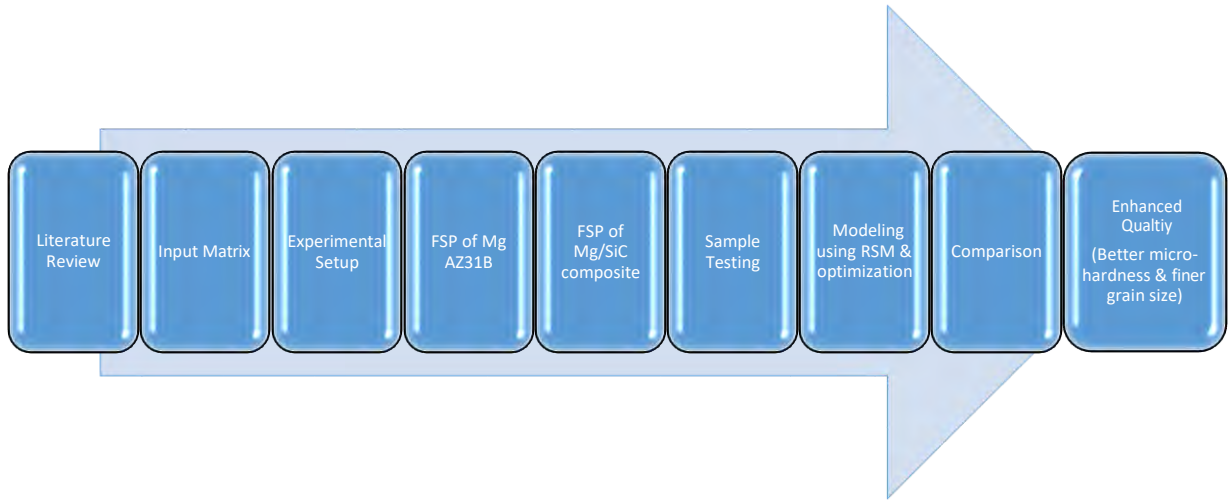 Literature
Review
Input Matrix
Experimental
Setup
FSP of Mg
AZ31B
FSP of
Mg/SiC
composite
Sample
Testing
Modeling
using RSM &
optimization
Comparison
Enhanced
Qualtiy
(Better micro-
hardness & finer
grain size)